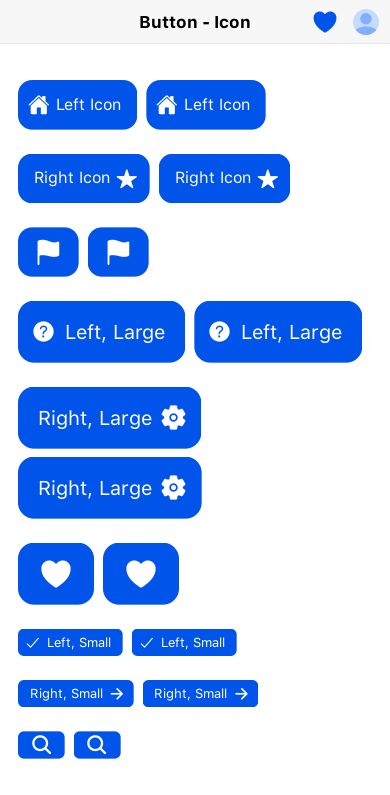 Button - Icon
Left Icon Left Icon
Right Icon Right Icon
Left, Large Left, Large
Right, Large
Right, Large
Left, Small Left, Small
Right, Small Right, Small